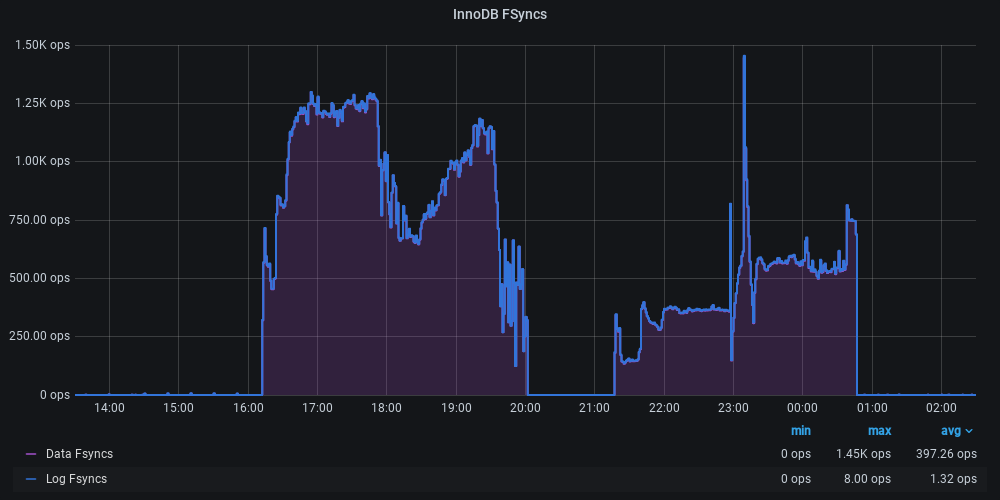 InnoDB FSyncs
1.50K ops
1.25K ops
1.00K ops
750.00 ops
500.00 ops
250.00 ops
0 ops
14:00 15:00 16:00 17:00 18:00 19:00 20:00 21:00 22:00 23:00 00:00 01:00 02:00
min max avg
Data Fsyncs 0 ops 1.45K ops 397.26 ops
Log Fsyncs 0 ops 8.00 ops 1.32 ops